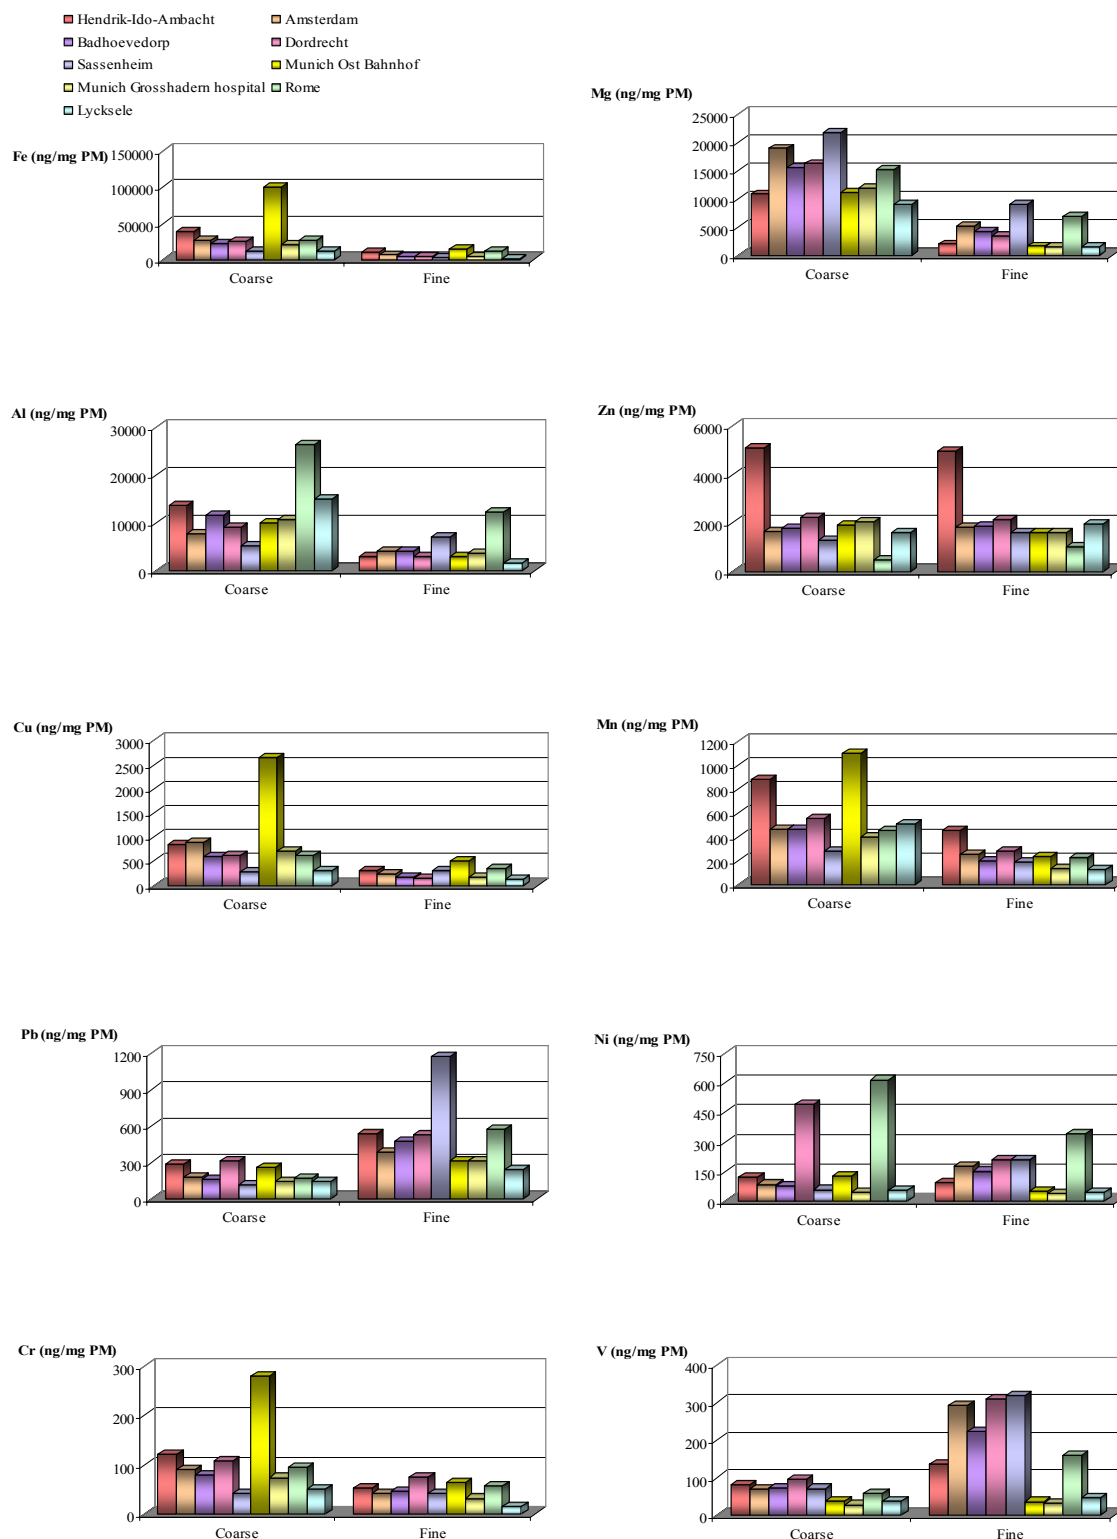 Hendrik-Ido-Ambacht Amsterdam
Badhoevedorp Dordrecht
Sassenheim Munich Ost Bahnhof
Munich Grosshadern hospital Rome
Lycksele
Fe (ng/mg PM)
150000
100000
50000
0
Coarse Fine
Mg (ng/mg PM)
25000
20000
15000
10000
5000
0
Coarse Fine
Al (ng/mg PM)
30000
20000
10000
0
Coarse Fine
Zn (ng/mg PM)
6000
4000
2000
0
Coarse Fine
Cu (ng/mg PM)
3000
2500
2000
1500
1000
500
0
Coarse Fine
Mn (ng/mg PM)
1200
1000
800
600
400
200
0
Coarse Fine
Pb (ng/mg PM)
1200
900
600
300
0
Coarse Fine
Ni (ng/mg PM)
750
600
450
300
150
0
Coarse Fine
Cr (ng/mg PM)
300
200
100
0
Coarse Fine
V (ng/mg PM)
400
300
200
100
0
Coarse Fine